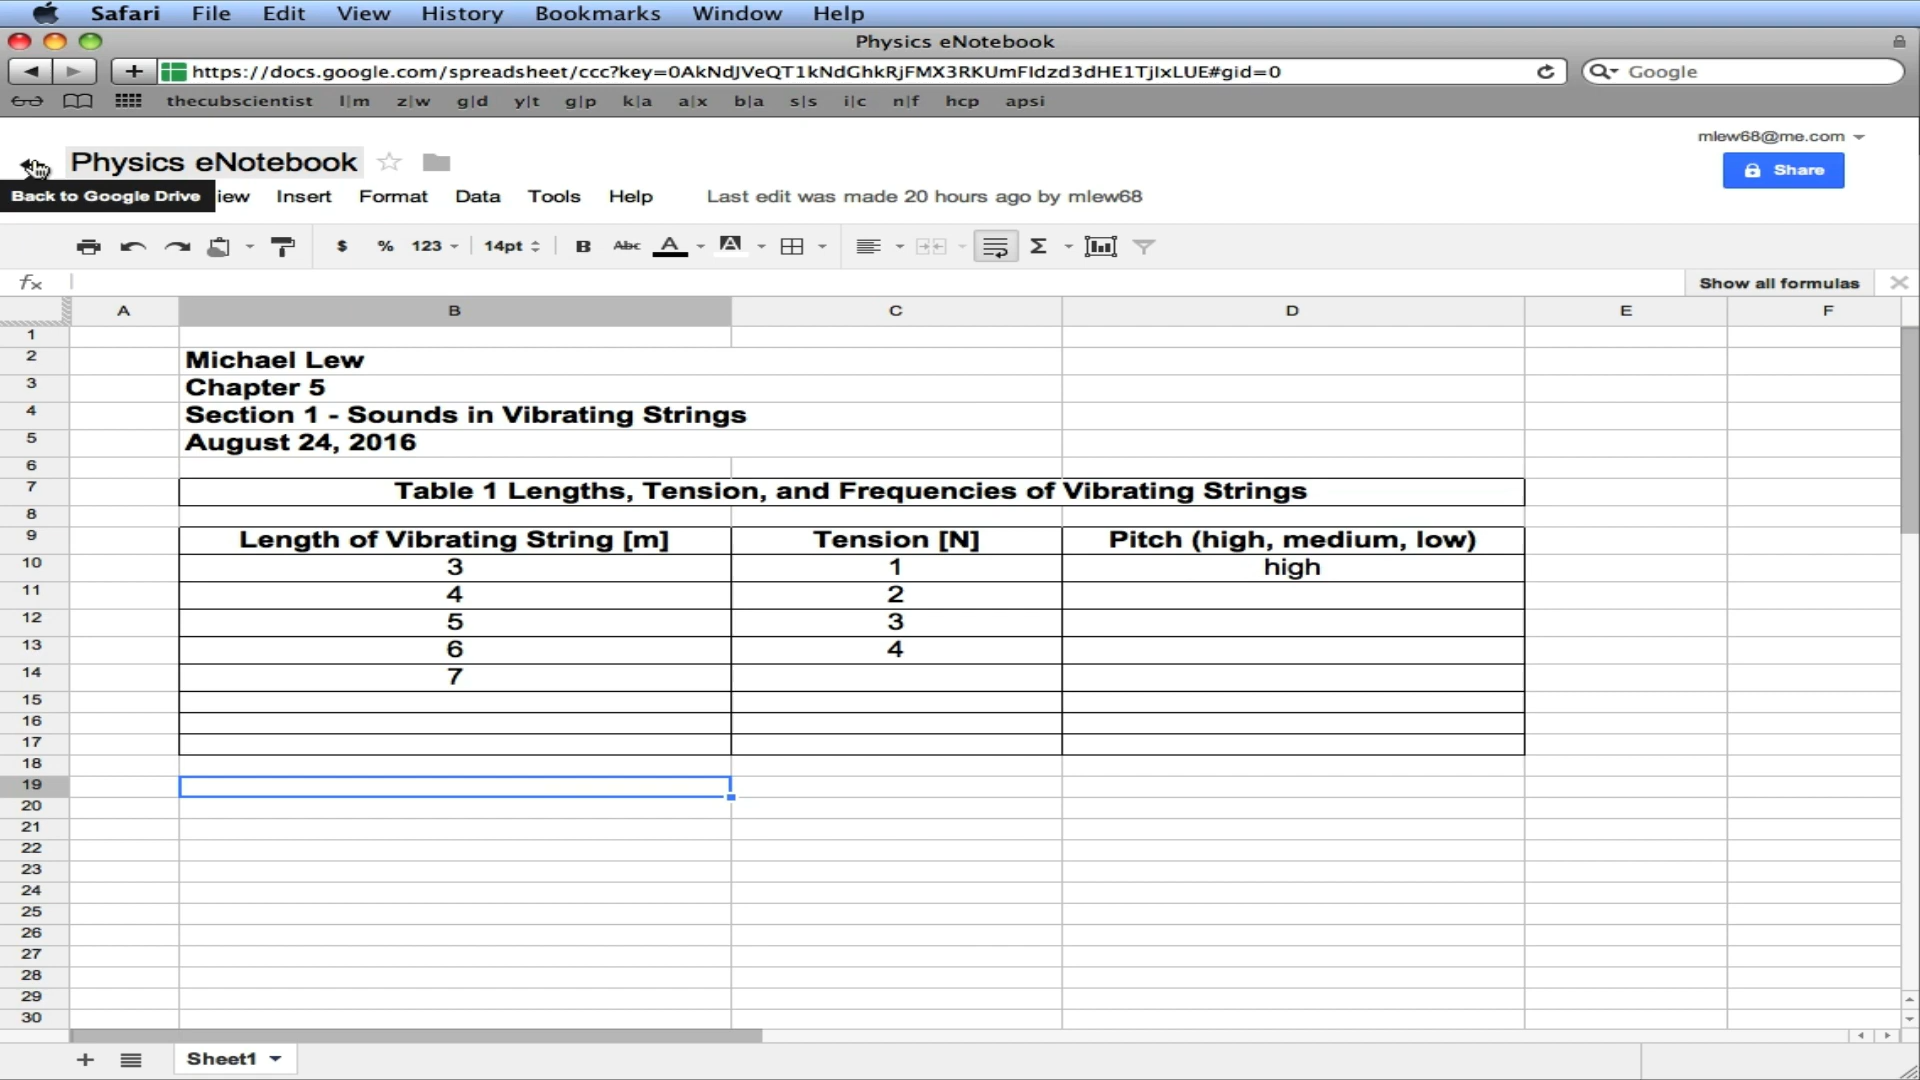 Safari File Edit View History Bookmarks Window Help
Physics eNotebook
https://docs.google.com/spreadsheet/ccc?key=0AkNdJVeQT1kNdGhkRjFMX3RKUmFIdzd3dHE1TjIxLUE#gid=0 Google
thecubscientist l|m z|w g|d y|t g|p k|a a|x b|a s|s i|c n|f hcp apsi
mlew68@me.com
Physics eNotebook
Share
Back to Google Drive iew Insert Format Data Tools Help Last edit was made 20 hours ago by mlew68
$ % 123 14pt B Abc A A Σ
fx Show all formulas
A B C D E F
1
2 Michael Lew
3 Chapter 5
4 Section 1 - Sounds in Vibrating Strings
5 August 24, 2016
6
7 Table 1 Lengths, Tension, and Frequencies of Vibrating Strings
8
9 Length of Vibrating String [m] Tension [N] Pitch (high, medium, low)
10 3 1 high
11 4 2
12 5 3
13 6 4
14 7
15
16
17
18
19
20
21
22
23
24
25
26
27
28
29
30
Sheet1